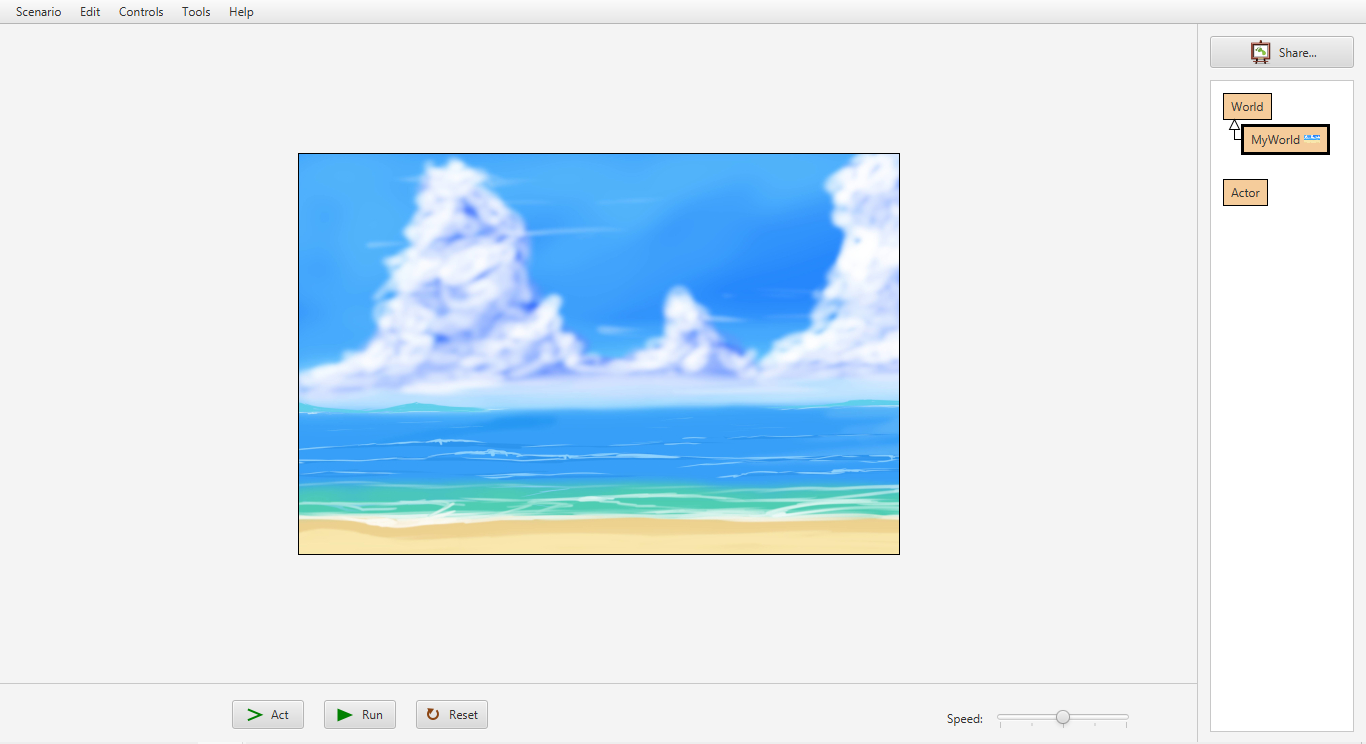 Scenario Edit Controls Tools Help
Share...
World
MyWorld
Actor
Act Run Reset Speed: